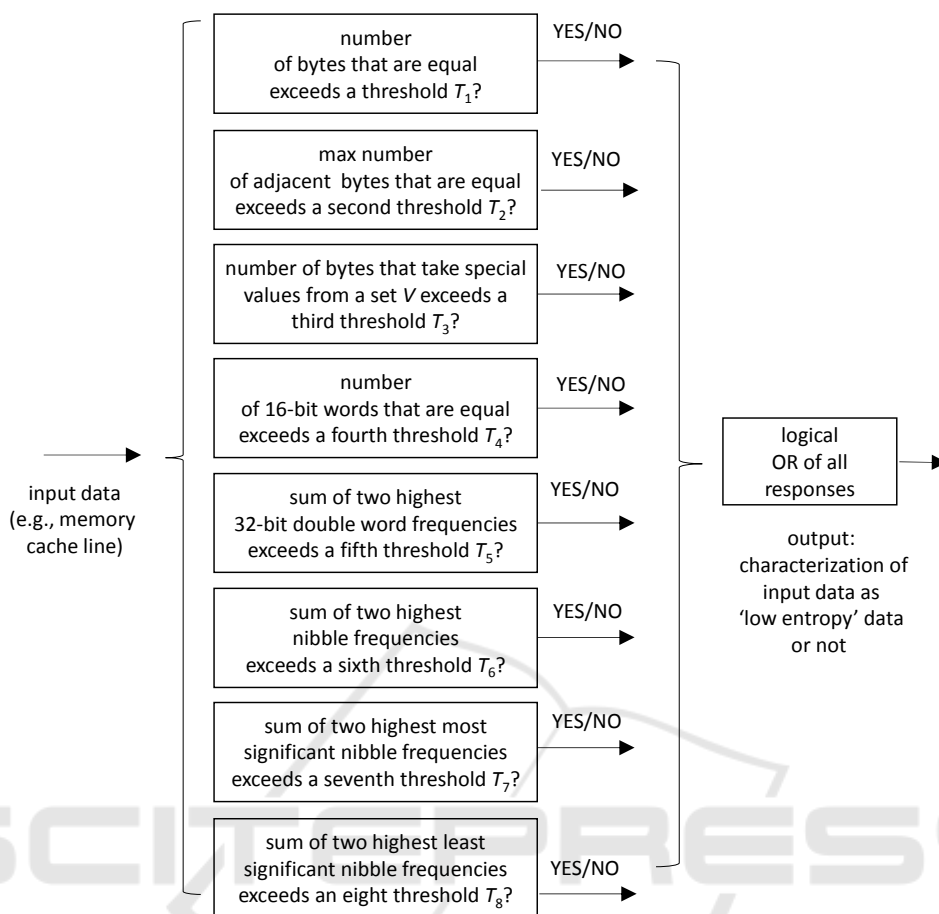 number
of bytes that are equal
exceeds a threshold T1?
YES/NO
max number
of adjacent bytes that are equal
exceeds a second threshold T2?
YES/NO
number of bytes that take special
values from a set V exceeds a
third threshold T3?
YES/NO
number
of 16-bit words that are equal
exceeds a fourth threshold T4?
YES/NO
sum of two highest
32-bit double word frequencies
exceeds a fifth threshold T5?
YES/NO
sum of two highest
nibble frequencies
exceeds a sixth threshold T6?
YES/NO
sum of two highest most
significant nibble frequencies
exceeds a seventh threshold T7?
YES/NO
sum of two highest least
significant nibble frequencies
exceeds an eight threshold T8?
YES/NO
input data
(e.g., memory
cache line)
logical
OR of all
responses
output:
characterization of
input data as
‘low entropy’ data
or not
SCITEPRESS